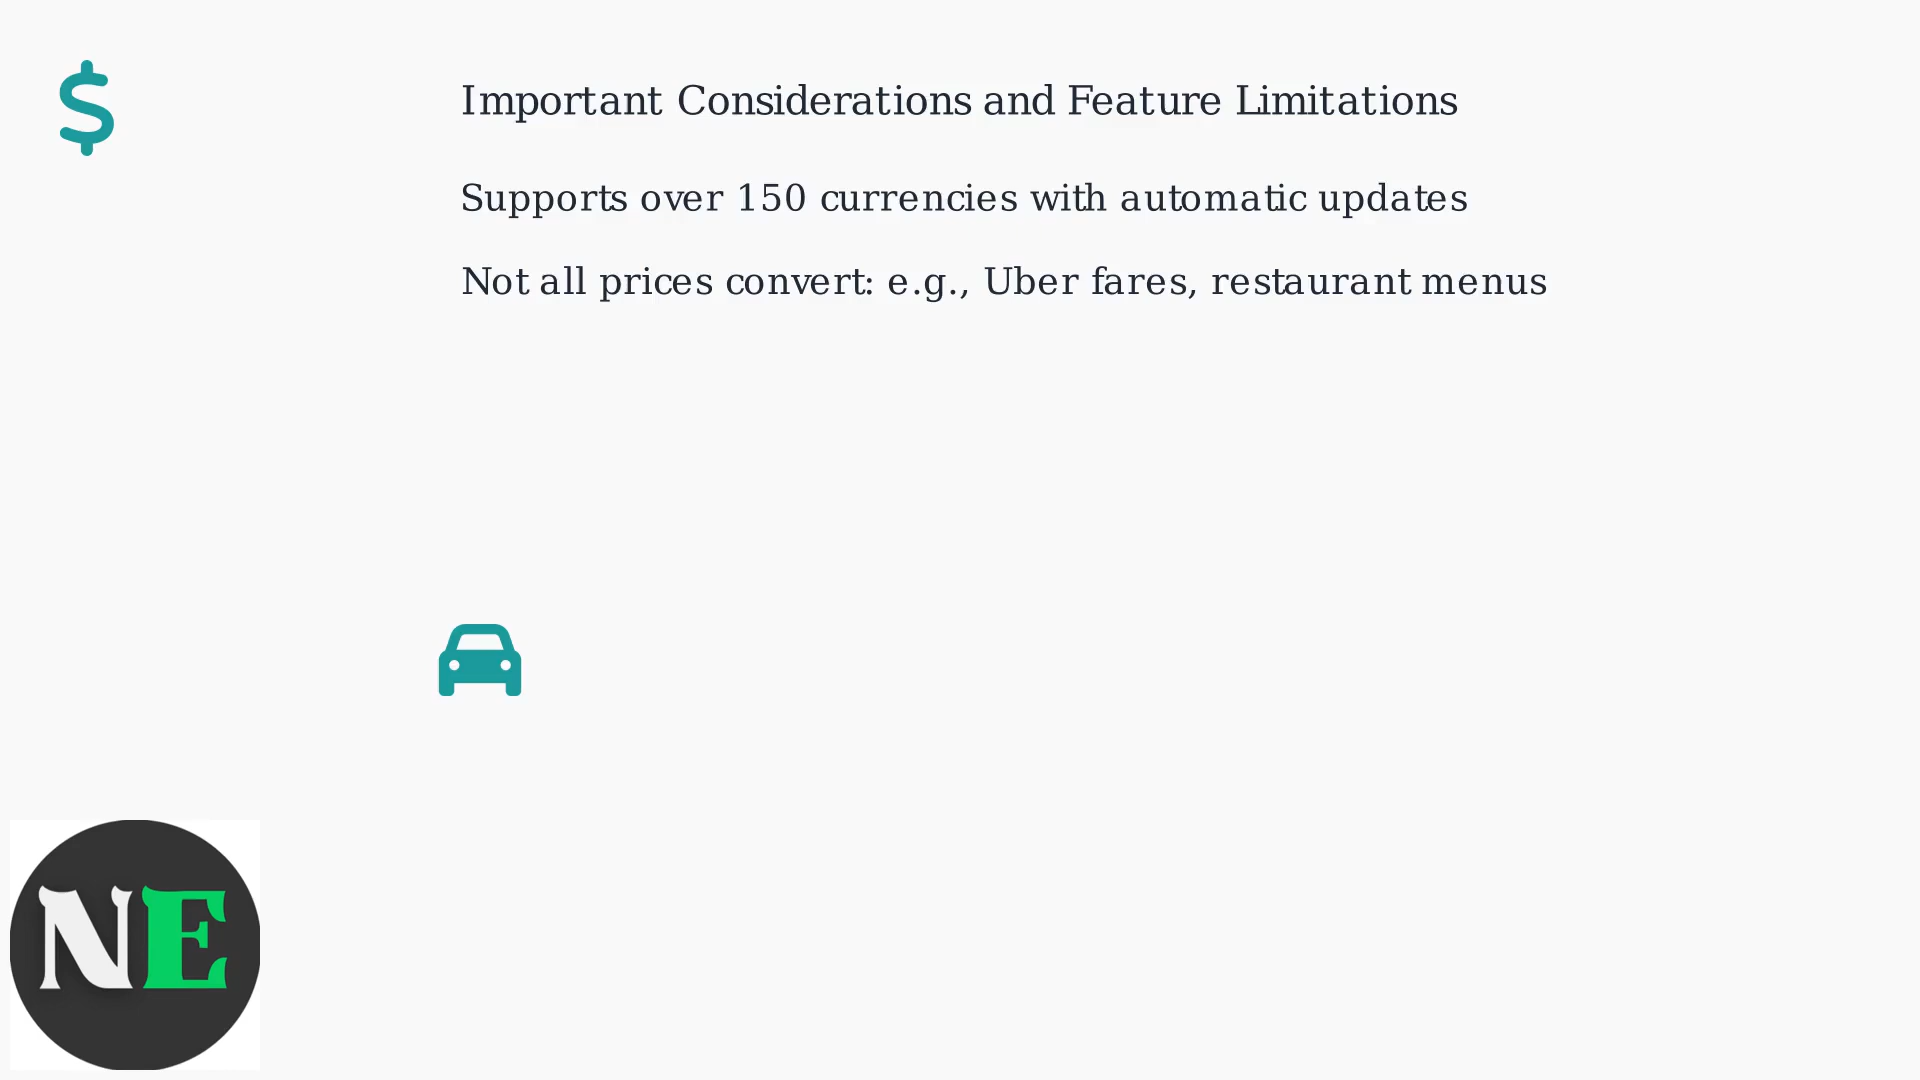 Important Considerations and Feature Limitations
Supports over 150 currencies with automatic updates
Not all prices convert: e.g., Uber fares, restaurant menus
NE